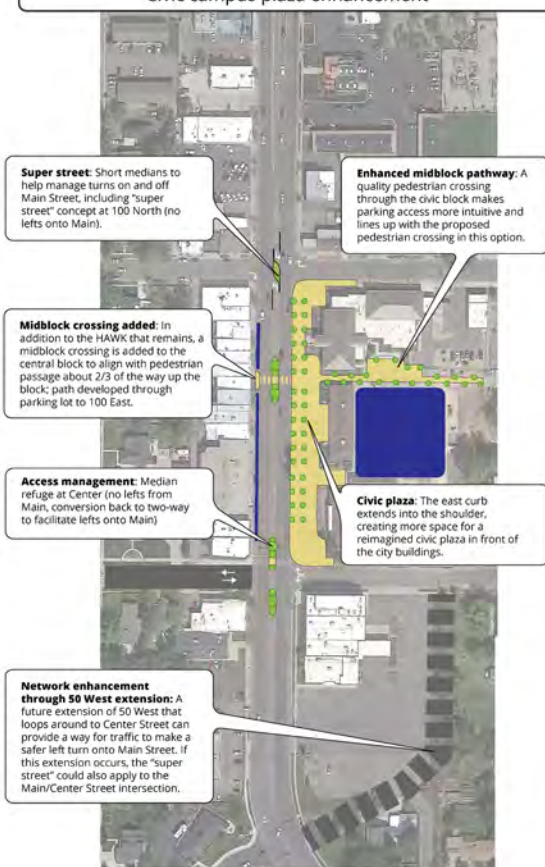 Civic campus plaza enhancement
Super street: Short medians to
help manage turns on and off
Main Street, including "super
street" concept at 100 North (no
lefts onto Main).
Enhanced midblock pathway: A
quality pedestrian crossing
through the civic block makes
parking access more intuitive and
lines up with the proposed
pedestrian crossing in this option.
Midblock crossing added: In
addition to the HAWK that remains, a
midblock crossing is added to the
central block to align with pedestrian
passage about 2/3 of the way up the
block; path developed through
parking lot to 100 East.
Access management: Median
refuge at Center (no lefts from
Main, conversion back to two-way
to facilitate lefts onto Main)
Civic plaza: The east curb
extends into the shoulder,
creating more space for a
reimagined civic plaza in front of
the city buildings.
Network enhancement
through 50 West extension: A
future extension of 50 West that
loops around to Center Street can
provide a way for traffic to make a
safer left turn onto Main Street. If
this extension occurs, the "super
street" could also apply to the
Main/Center Street intersection.